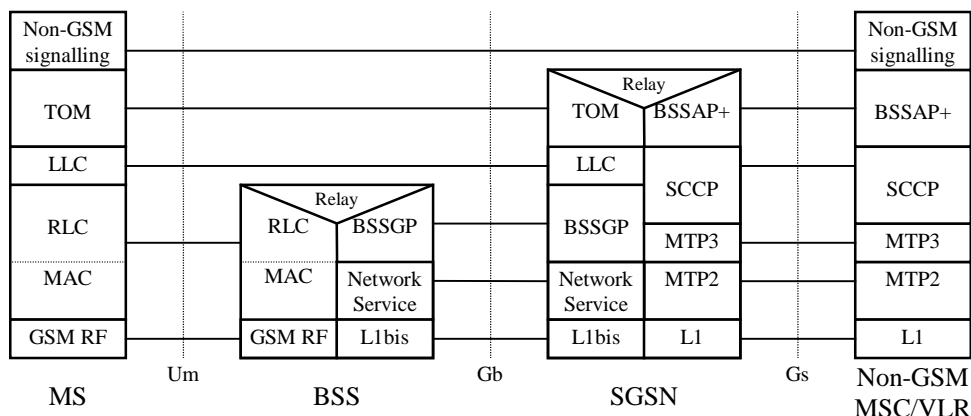 Non-GSM
signalling
Non-GSM
signalling
Relay
TOM
TOM
BSSAP+
BSSAP+
LLC
LLC
SCCP
SCCP
Relay
RLC
RLC
BSSGP
BSSGP
MTP3
MTP3
MAC
MAC
Network
Service
Network
Service
MTP2
MTP2
GSM RF
GSM RF
L1bis
L1bis
L1
L1
Um
Gb
Gs
MS
BSS
SGSN
Non-GSM
MSC/VLR